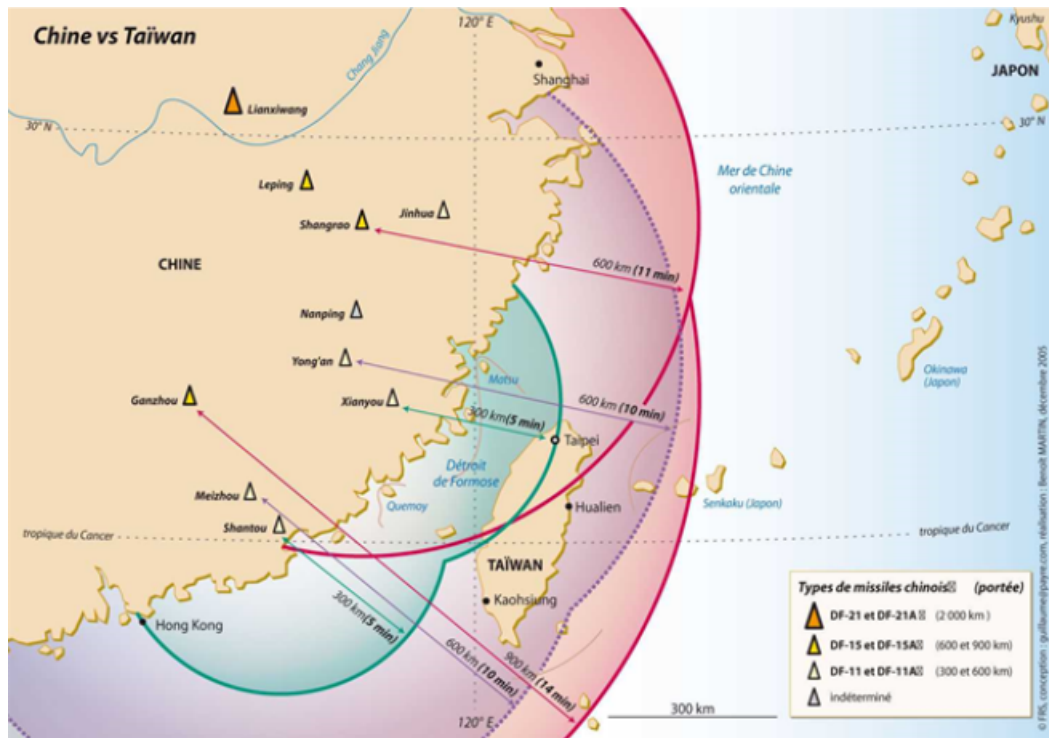 Chine vs Taïwan
120° E
Kyushu
JAPON
Chang Jiang
Shanghai
Lianxiwang
30° N
30° N
Mer de Chine
orientale
Leping
Jinhua
Shangrao
CHINE
600 km (11 min)
Nanping
Yong'an
Matsu
Okinawa
(Japon)
Ganzhou
Xianyou
600 km (10 min)
300 km(5 min)
Taipei
Détroit
de Formose
Meizhou
Quemoy
Senkaku (Japon)
Hualien
Shantou
tropique du Cancer
tropique du Cancer
TAÏWAN
Kaohsiung
Hong Kong
300 km(5 min)
600 km (10 min)
900 km (14 min)
120° E
300 km
Types de missiles chinois (portée)
DF-21 et DF-21A (2 000 km)
DF-15 et DF-15A (600 et 900 km)
DF-11 et DF-11A (300 et 600 km)
indéterminé
© FRS, conception : guillaume@payre.com, réalisation : Benoît MARTIN, décembre 2005